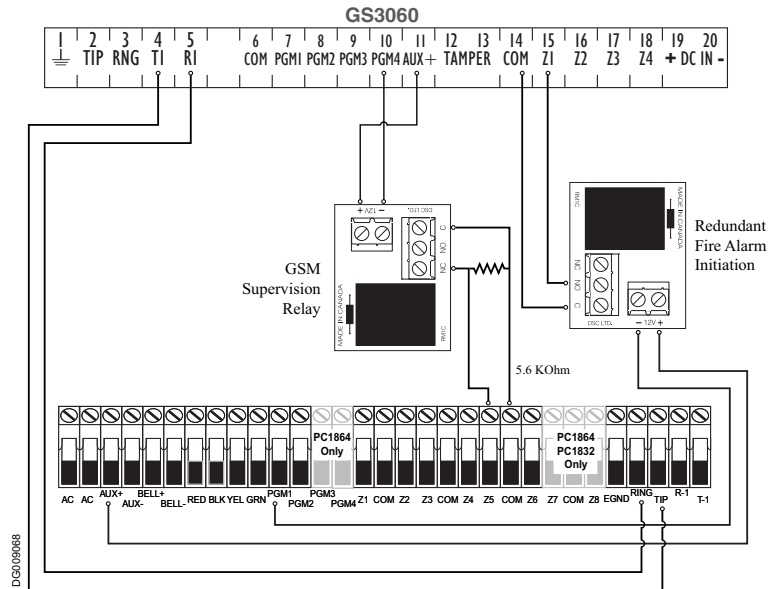 GS3060
1 2 3 4 5 6 7 8 9 10 11 12 13 14 15 16 17 18 19 20
TIP RNG T1 R1 COM PGM1 PGM2 PGM3 PGM4 AUX+ TAMPER COM Z1 Z2 Z3 Z4 + DC IN -
+ 12V −
DSC LTD.
C
NO
NC
MADE IN CANADA
RM1C
GSM
Supervision
Relay
RM1C
MADE IN CANADA
NC
NO
C
DSC LTD.
− 12V +
Redundant
Fire Alarm
Initiation
5.6 KOhm
PC1864
Only
PC1864
PC1832
Only
AC AC AUX+ AUX- BELL+ BELL- RED BLK YEL GRN PGM1 PGM2 PGM3 PGM4 Z1 COM Z2 Z3 COM Z4 Z5 COM Z6 Z7 COM Z8 EGND RING TIP R-1 T-1
DG009068